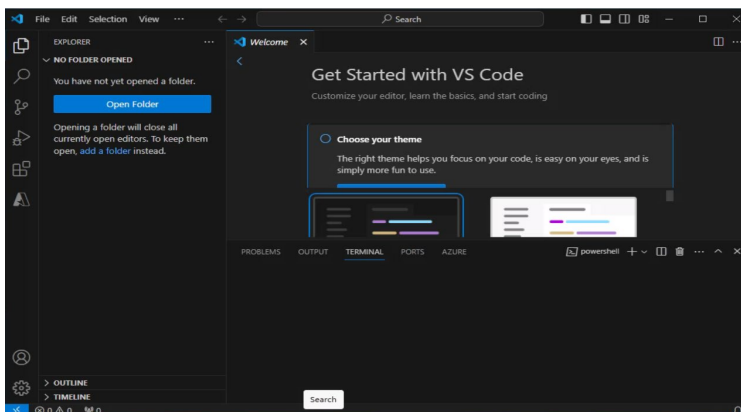 File Edit Selection View ··· Search
EXPLORER ···
Welcome
NO FOLDER OPENED
You have not yet opened a folder.
Open Folder
Opening a folder will close all
currently open editors. To keep them
open, add a folder instead.
Get Started with VS Code
Customize your editor, learn the basics, and start coding
Choose your theme
The right theme helps you focus on your code, is easy on your eyes, and is
simply more fun to use.
PROBLEMS OUTPUT TERMINAL PORTS AZURE powershell
OUTLINE
TIMELINE
Search
0 0 0